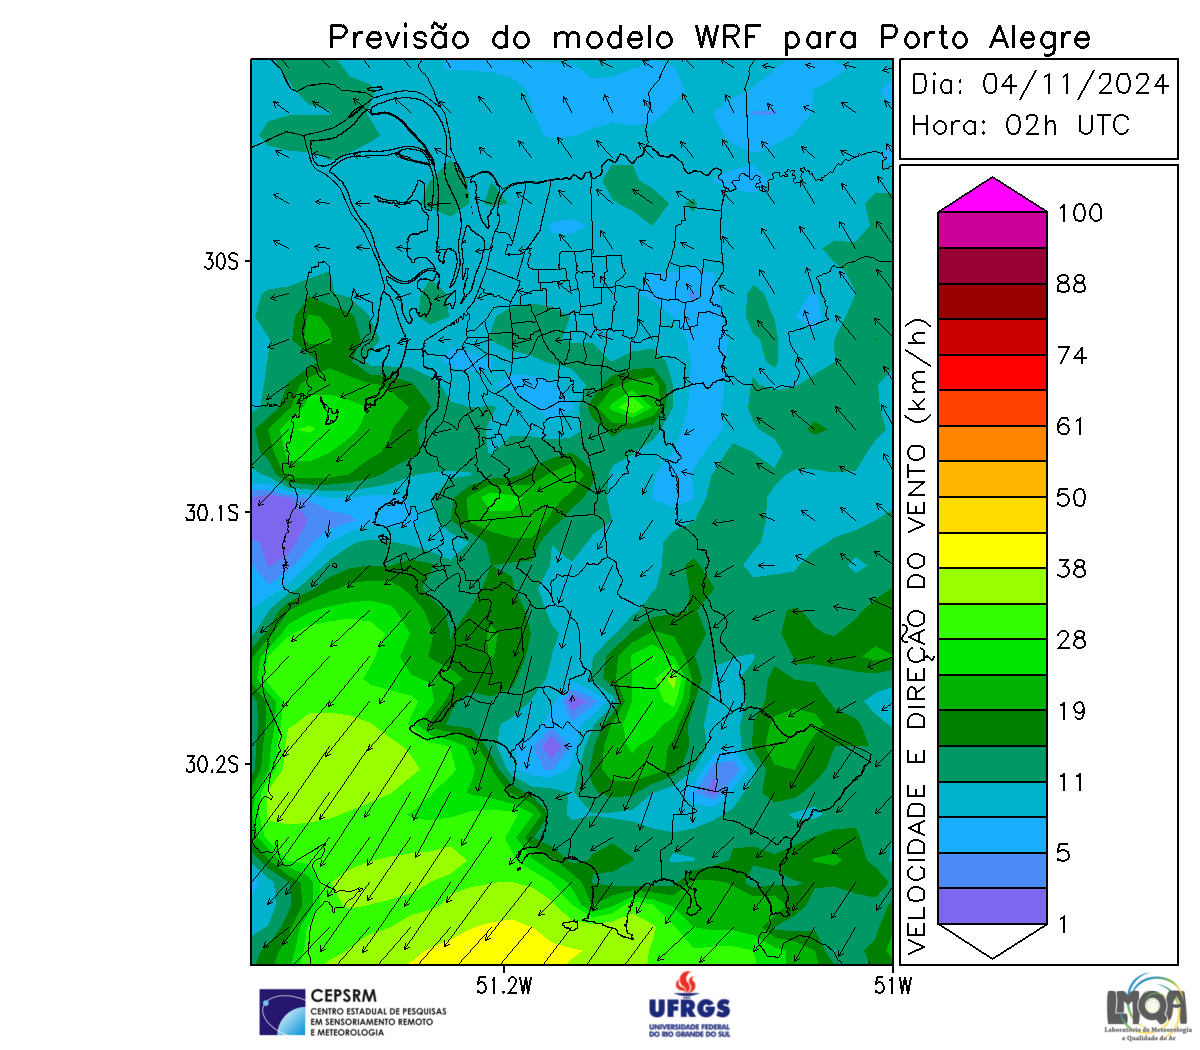 Previsão do modelo WRF para Porto Alegre
Dia: 04/11/2024
Hora: 02h UTC
30S
30.1S
30.2S
51.2W
51W
VELOCIDADE E DIREÇÃO DO VENTO (km/h)
100
88
74
61
50
38
28
19
11
5
1
CEPSRM
CENTRO ESTADUAL DE PESQUISAS
EM SENSORIAMENTO REMOTO
E METEOROLOGIA
UFRGS
UNIVERSIDADE FEDERAL
DO RIO GRANDE DO SUL
LMQA
Laboratório de Meteorologia
e Qualidade do Ar